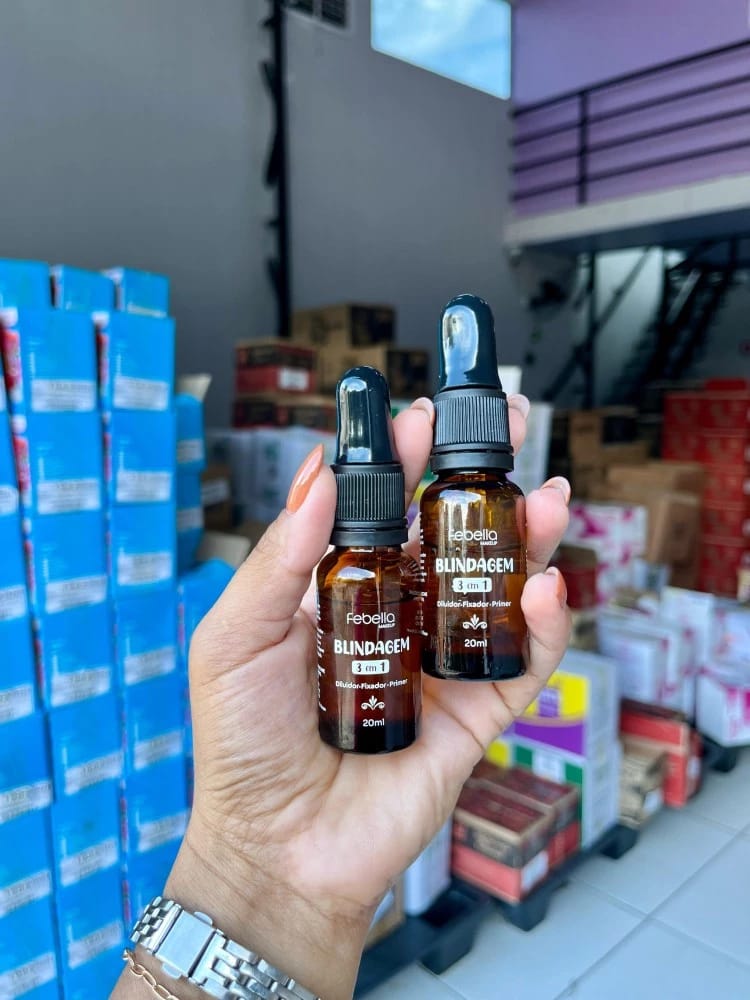 Febella
MAKEUP
BLINDAGEM
3 em 1
Diluidor-Fixador-Primer
20ml
Febella
MAKEUP
BLINDAGEM
3 em 1
Diluidor-Fixador-Primer
20ml